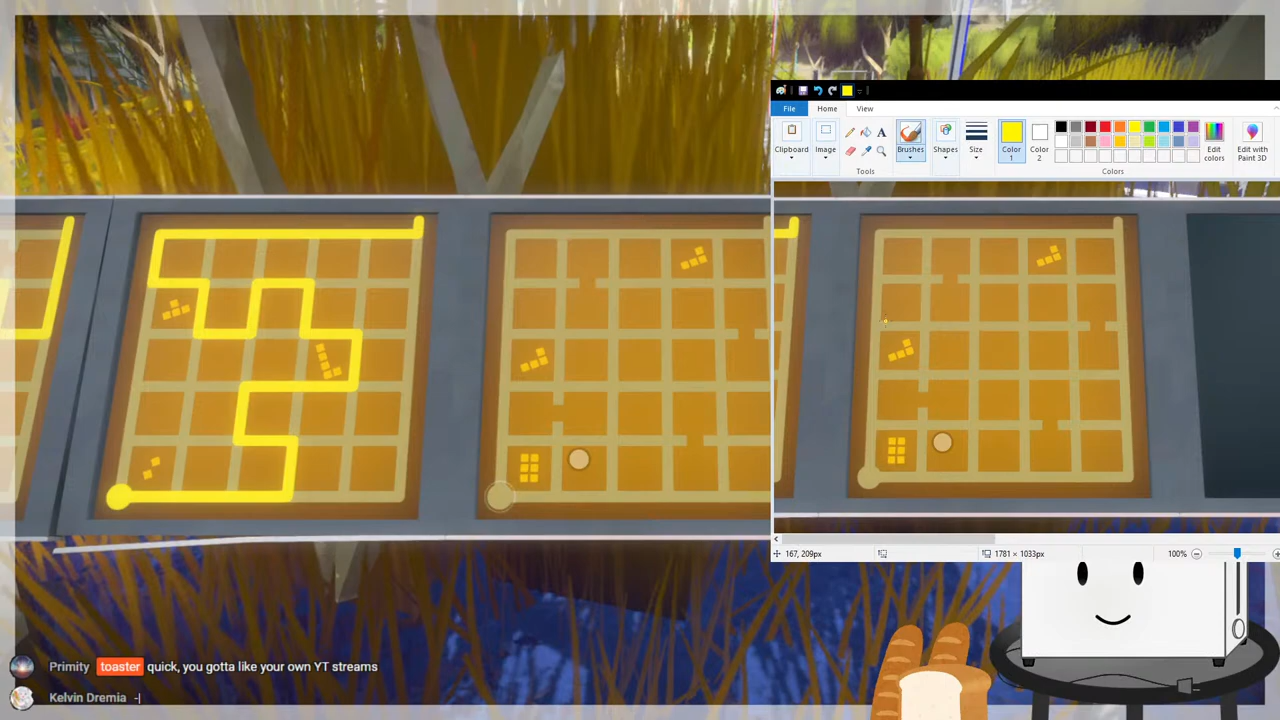 File Home View
Clipboard
Image
Tools
A
Brushes
Shapes
Size
Color
1
Color
2
Colors
Edit
colors
Edit with
Paint 3D
167, 209px
1781 × 1033px
100%
Primity toaster quick, you gotta like your own YT streams
Kelvin Dremia -|